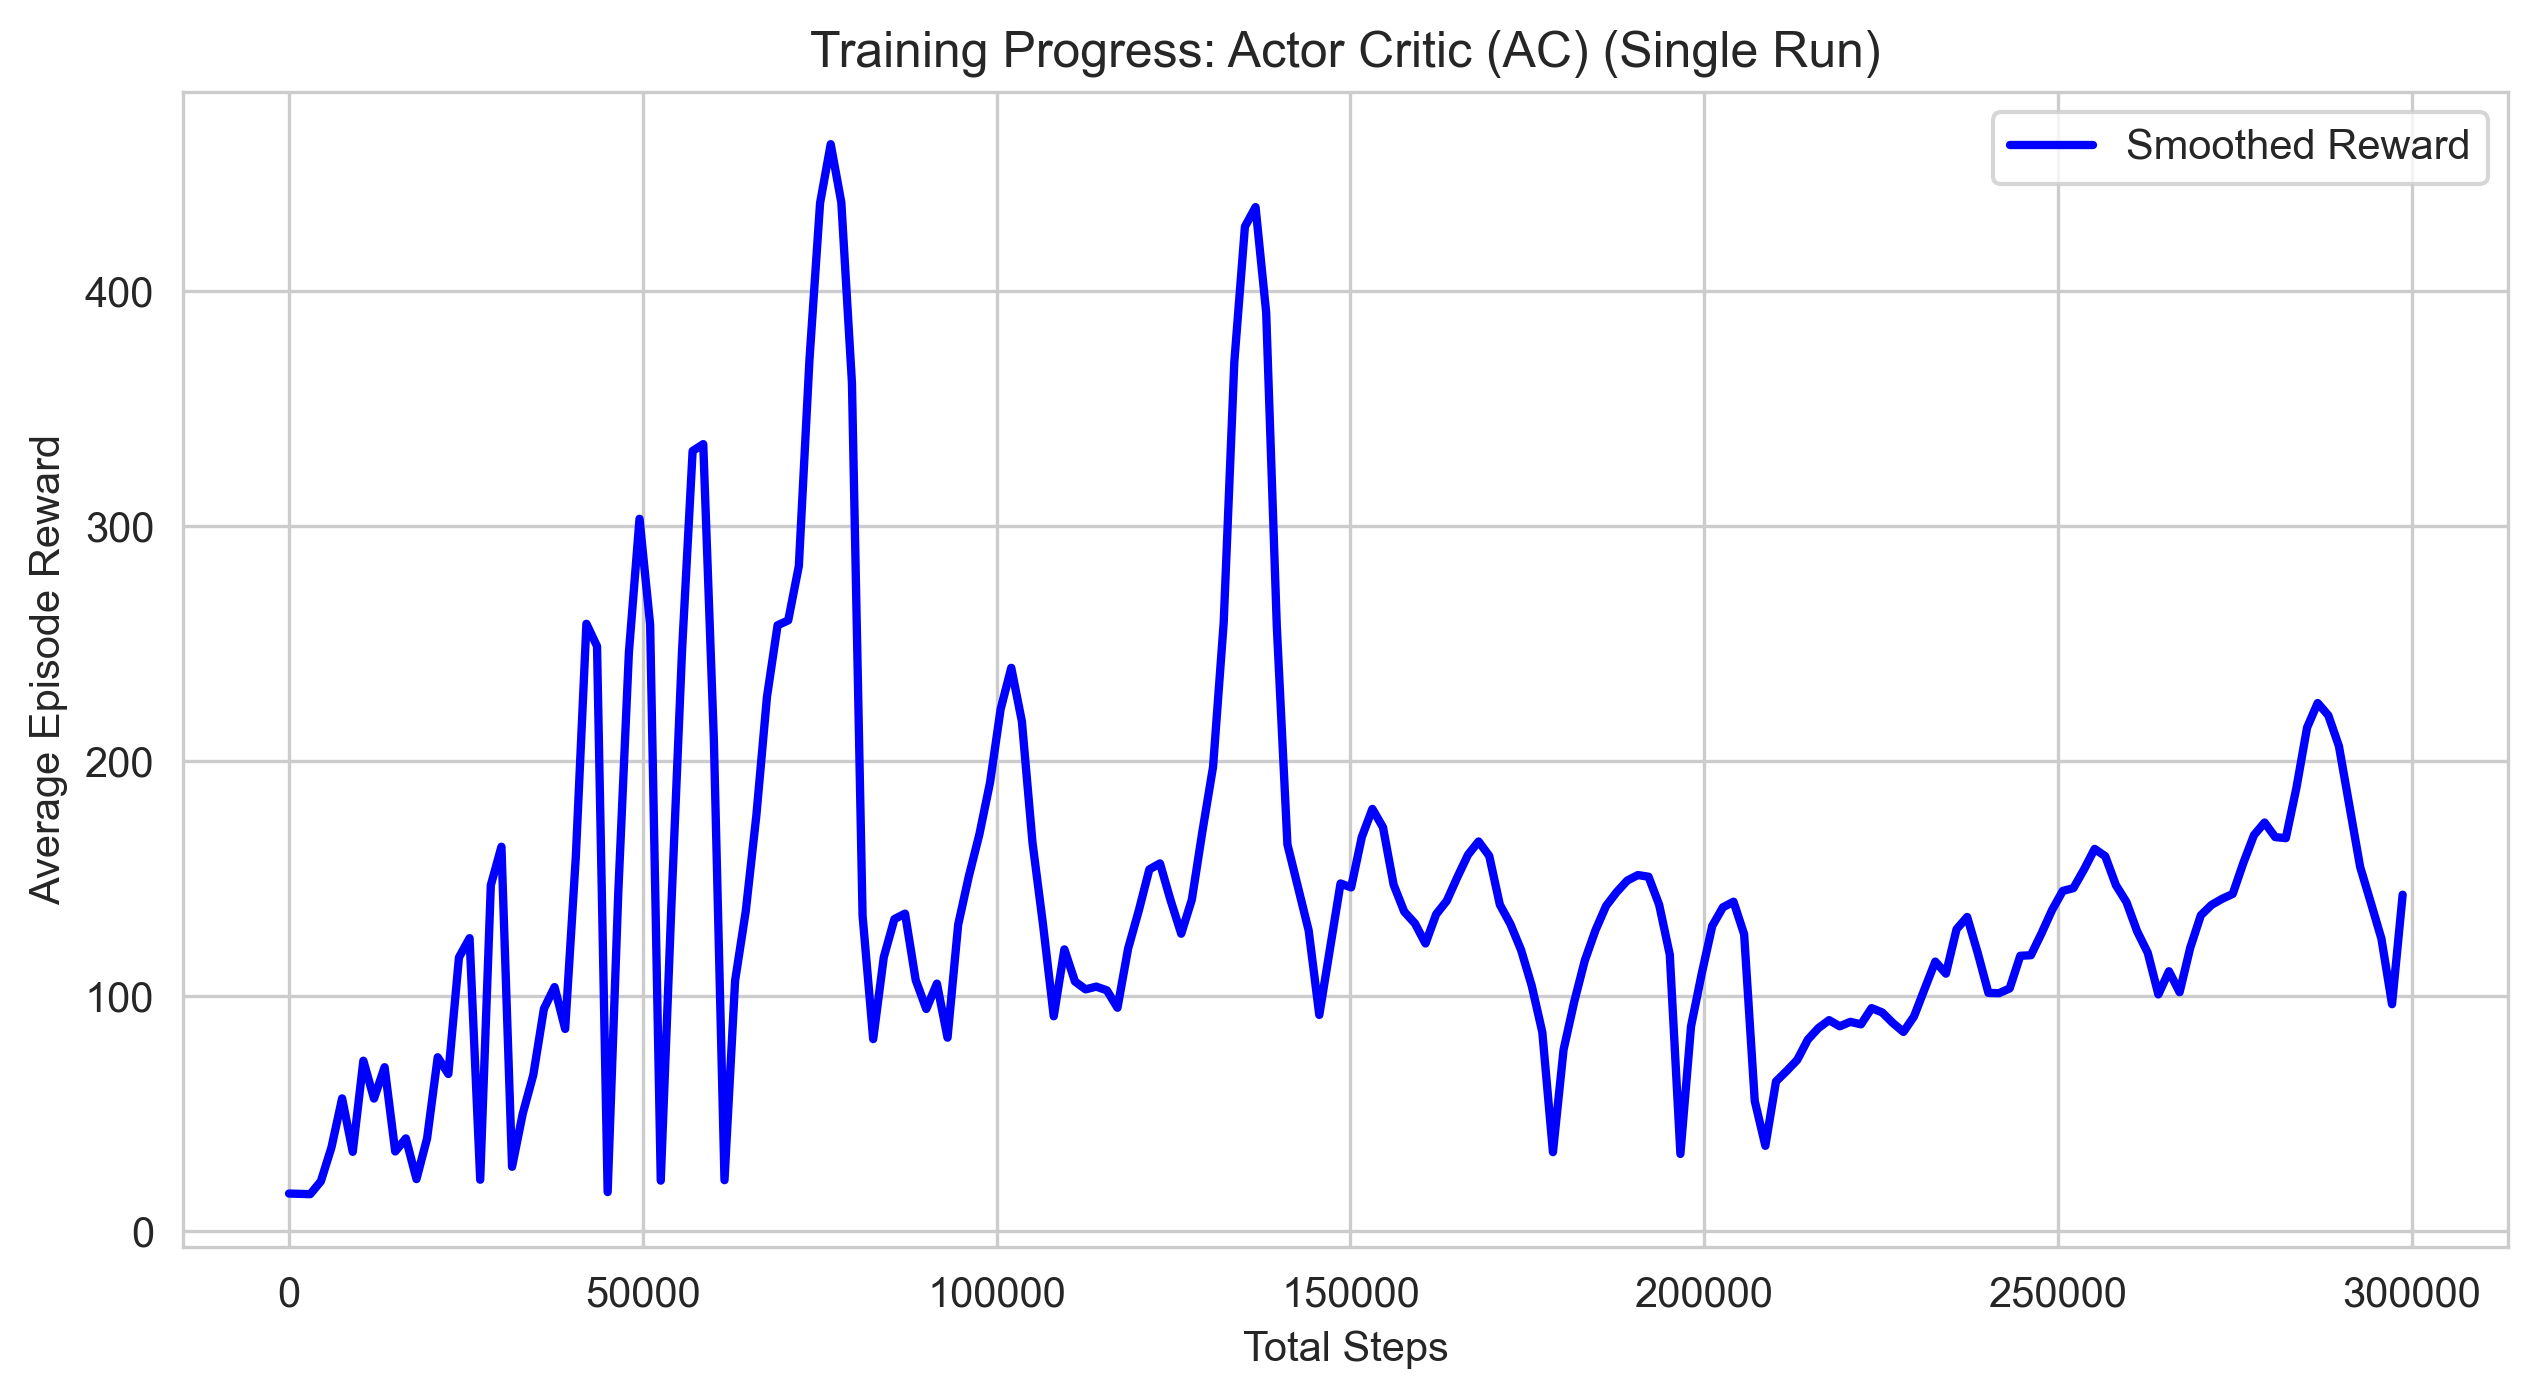 Training Progress: Actor Critic (AC) (Single Run)
Smoothed Reward
Average Episode Reward
400
300
200
100
0
0 50000 100000 150000 200000 250000 300000
Total Steps